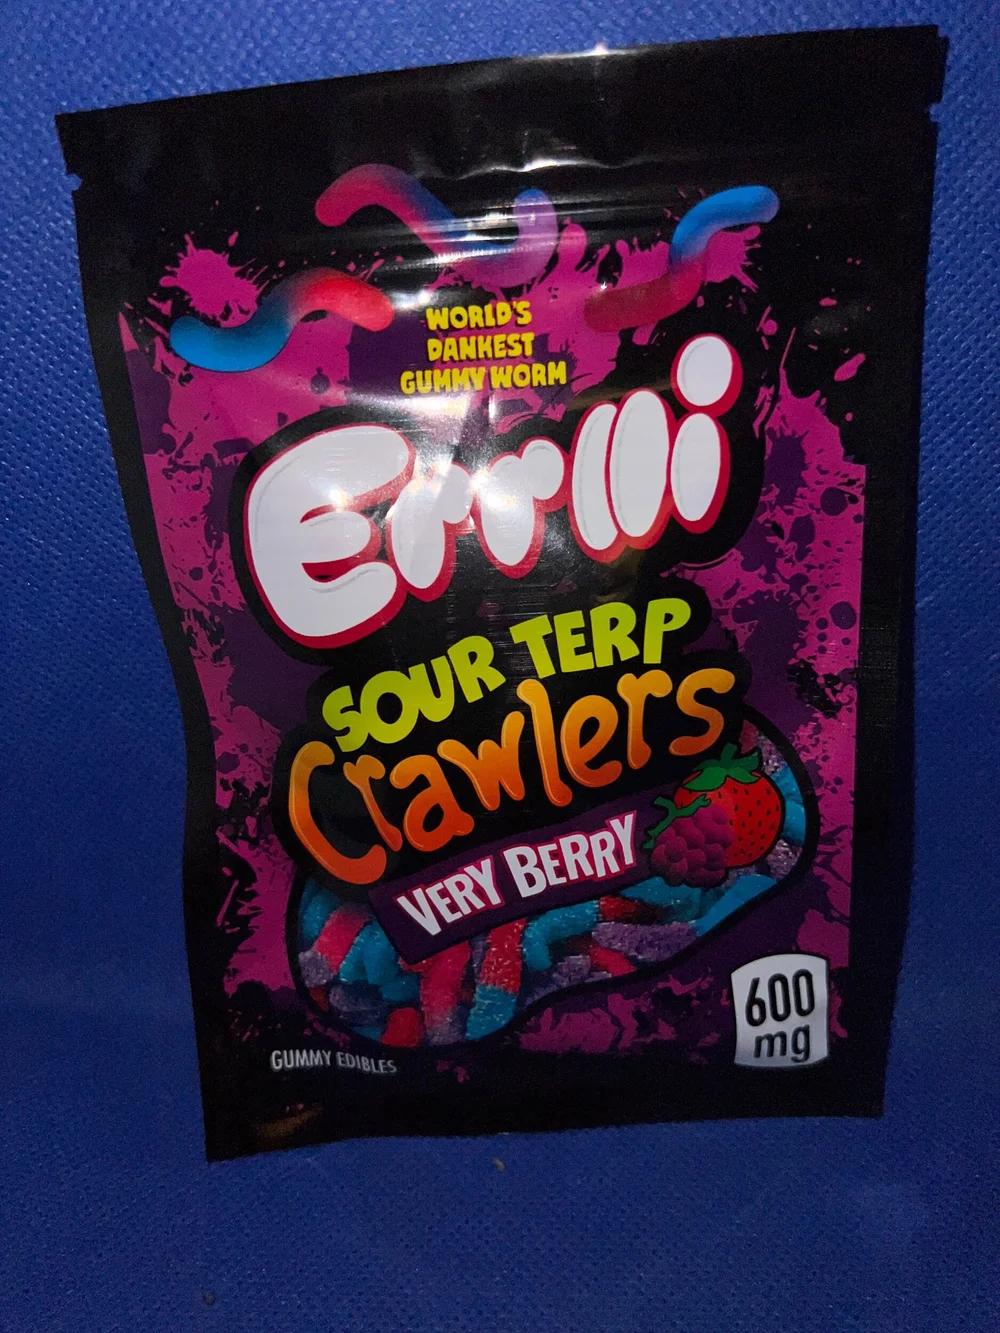 WORLD'S
DANKEST
GUMMY WORM
Errlli
SOUR TERP
Crawlers
VERY BERRY
600
mg
GUMMY EDIBLES